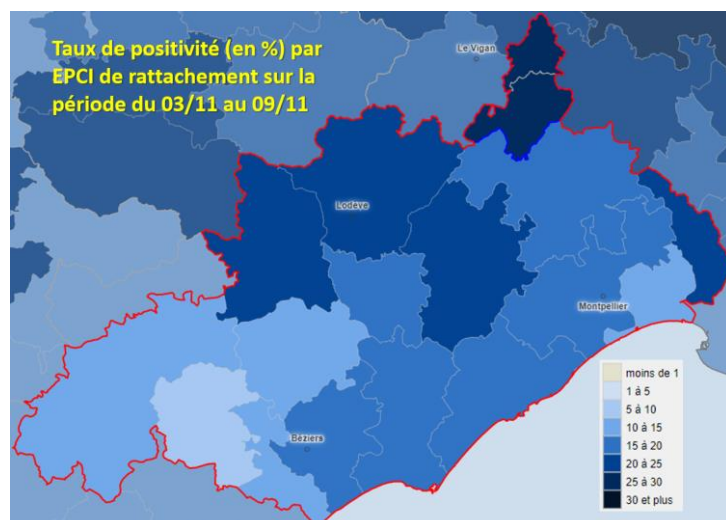 Taux de positivité (en %) par
EPCI de rattachement sur la
période du 03/11 au 09/11
Le Vigan
Lodève
Montpellier
Béziers
moins de 1
1 à 5
5 à 10
10 à 15
15 à 20
20 à 25
25 à 30
30 et plus